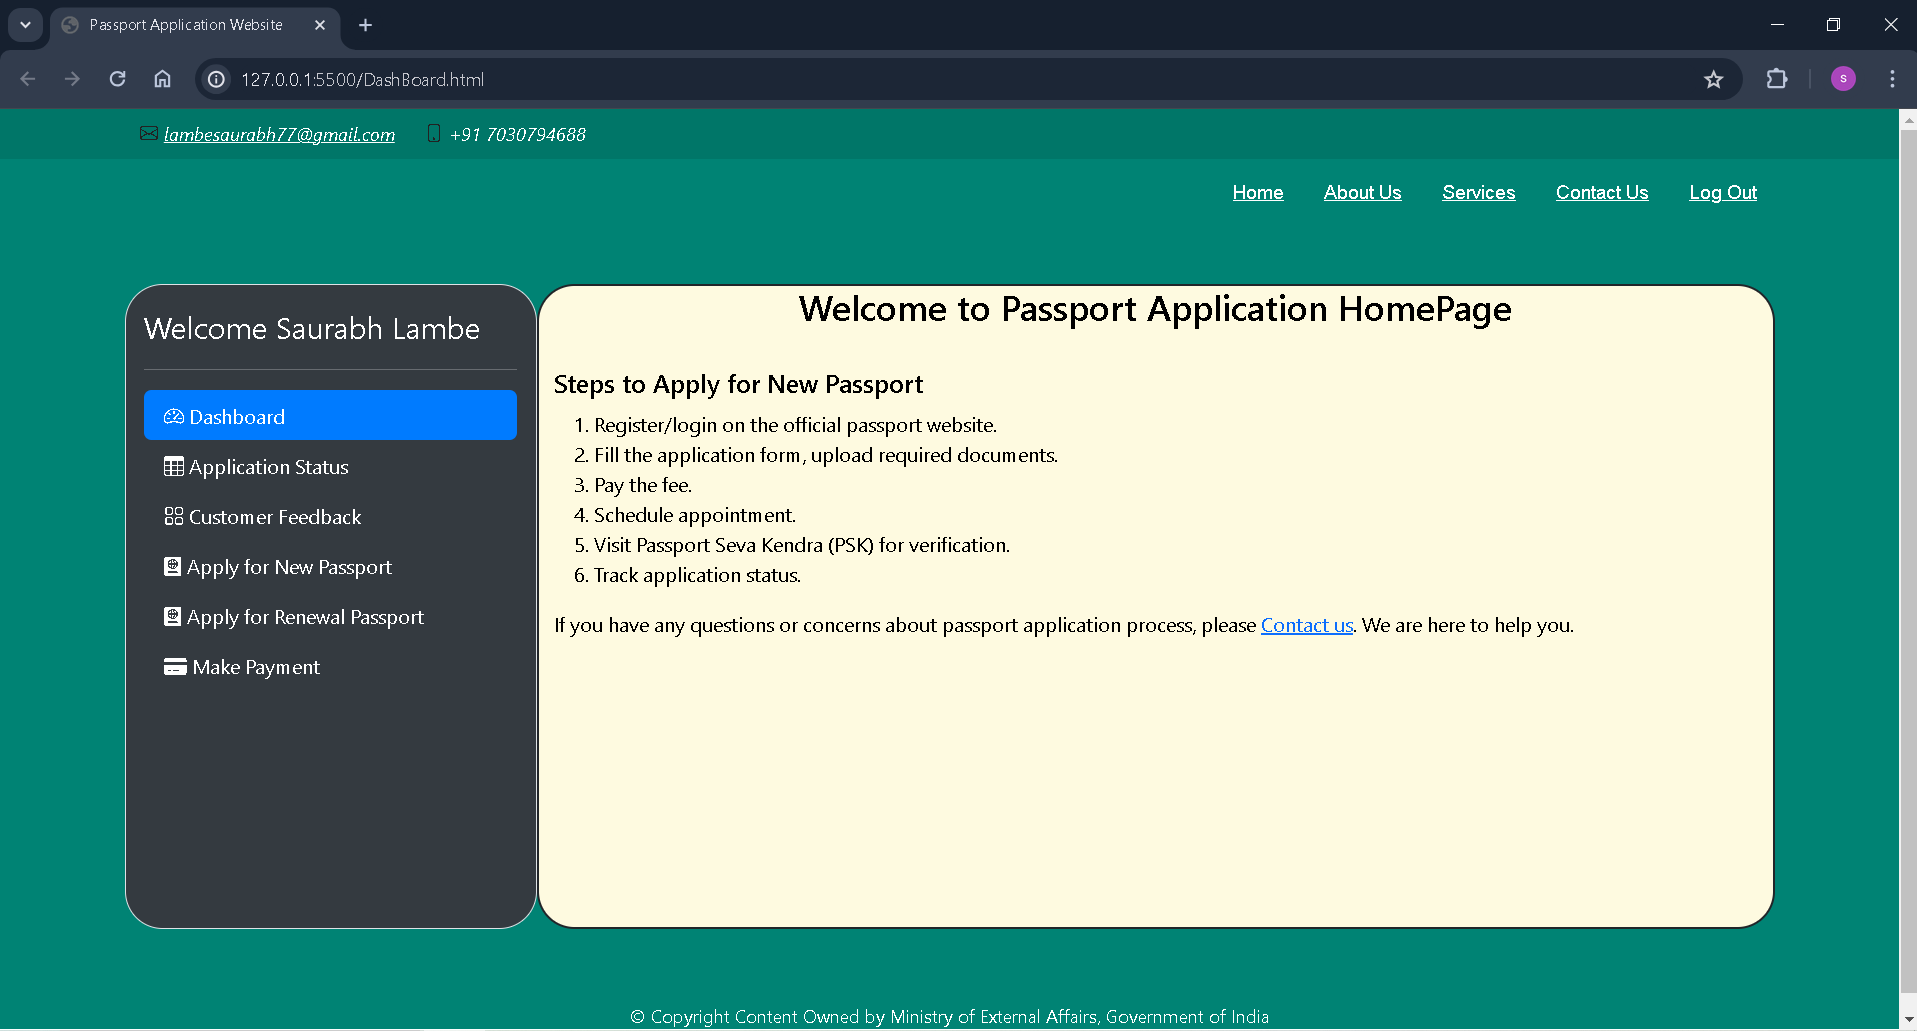 Passport Application Website
127.0.0.1:5500/DashBoard.html
S
lambesaurabh77@gmail.com +91 7030794688
Home About Us Services Contact Us Log Out
Welcome Saurabh Lambe
Dashboard
Application Status
Customer Feedback
Apply for New Passport
Apply for Renewal Passport
Make Payment
Welcome to Passport Application HomePage
Steps to Apply for New Passport
1. Register/login on the official passport website.
2. Fill the application form, upload required documents.
3. Pay the fee.
4. Schedule appointment.
5. Visit Passport Seva Kendra (PSK) for verification.
6. Track application status.
If you have any questions or concerns about passport application process, please Contact us. We are here to help you.
© Copyright Content Owned by Ministry of External Affairs, Government of India